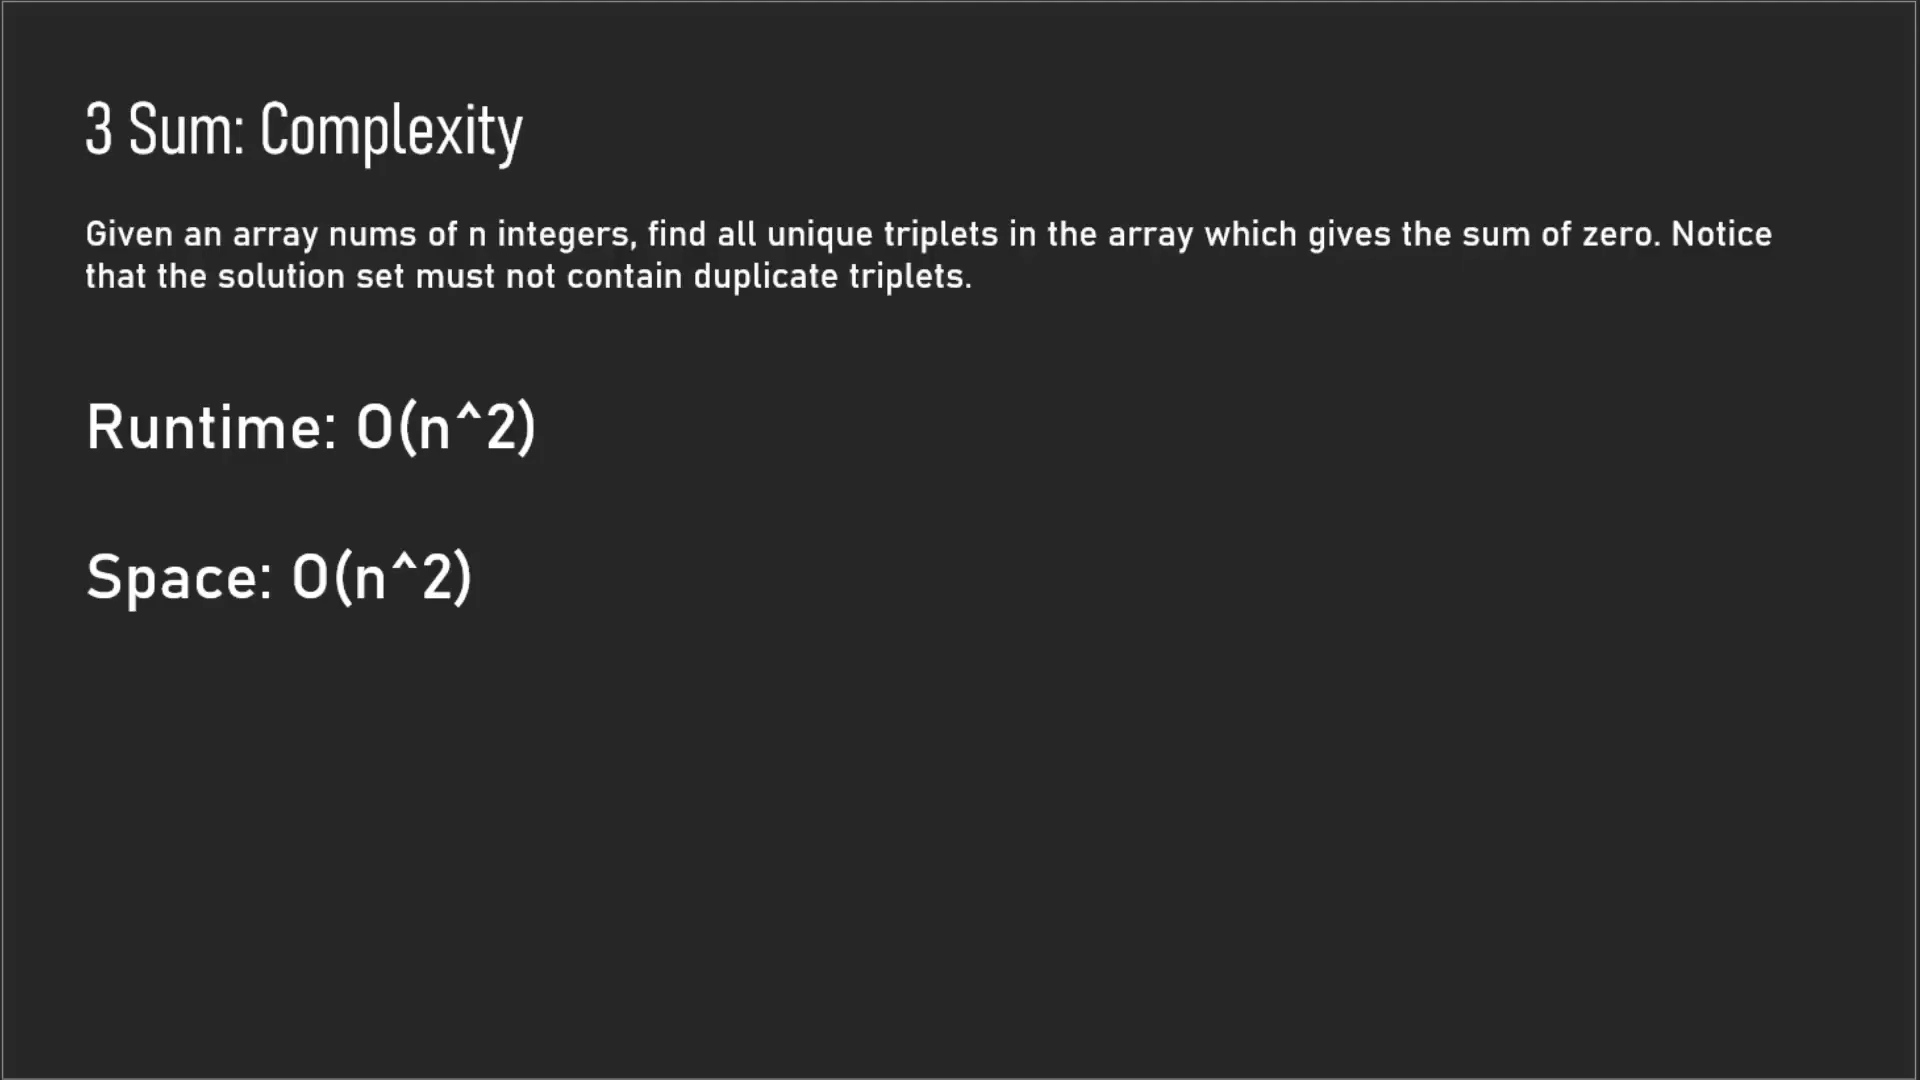 3 Sum: Complexity
Given an array nums of n integers, find all unique triplets in the array which gives the sum of zero. Notice
that the solution set must not contain duplicate triplets.
Runtime: O(n^2)
Space: O(n^2)